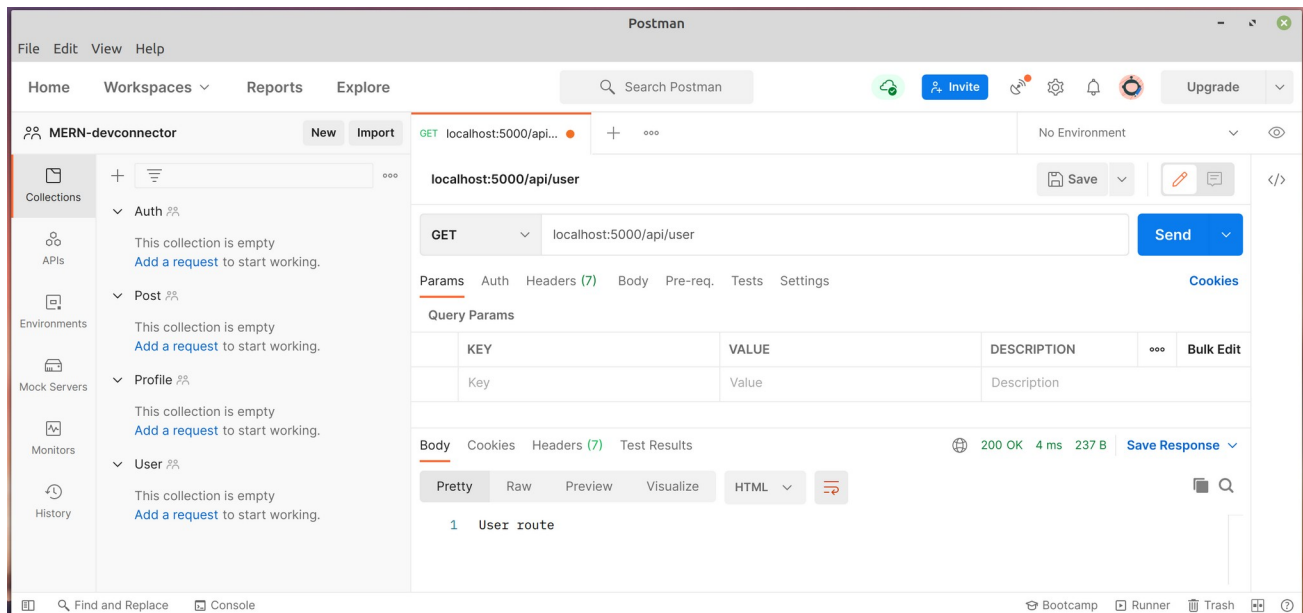 Postman
File Edit View Help
Home Workspaces Reports Explore Search Postman Invite Upgrade
MERN-devconnector New Import GET localhost:5000/api... No Environment
Collections
APIs
Environments
Mock Servers
Monitors
History
Auth
This collection is empty
Add a request to start working.
Post
This collection is empty
Add a request to start working.
Profile
This collection is empty
Add a request to start working.
User
This collection is empty
Add a request to start working.
localhost:5000/api/user Save </>
GET localhost:5000/api/user Send
Params Auth Headers (7) Body Pre-req. Tests Settings Cookies
Query Params
KEY VALUE DESCRIPTION Bulk Edit
Key Value Description
Body Cookies Headers (7) Test Results 200 OK 4 ms 237 B Save Response
Pretty Raw Preview Visualize HTML
1 User route
Find and Replace Console Bootcamp Runner Trash